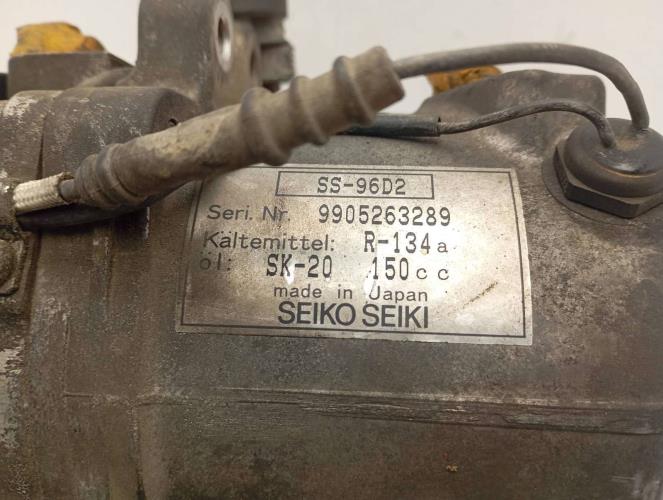 SS-96D2
Seri. Nr. 9905263289
Kältemittel: R-134a
öl: SK-20 150cc
made in Japan
SEIKO SEIKI